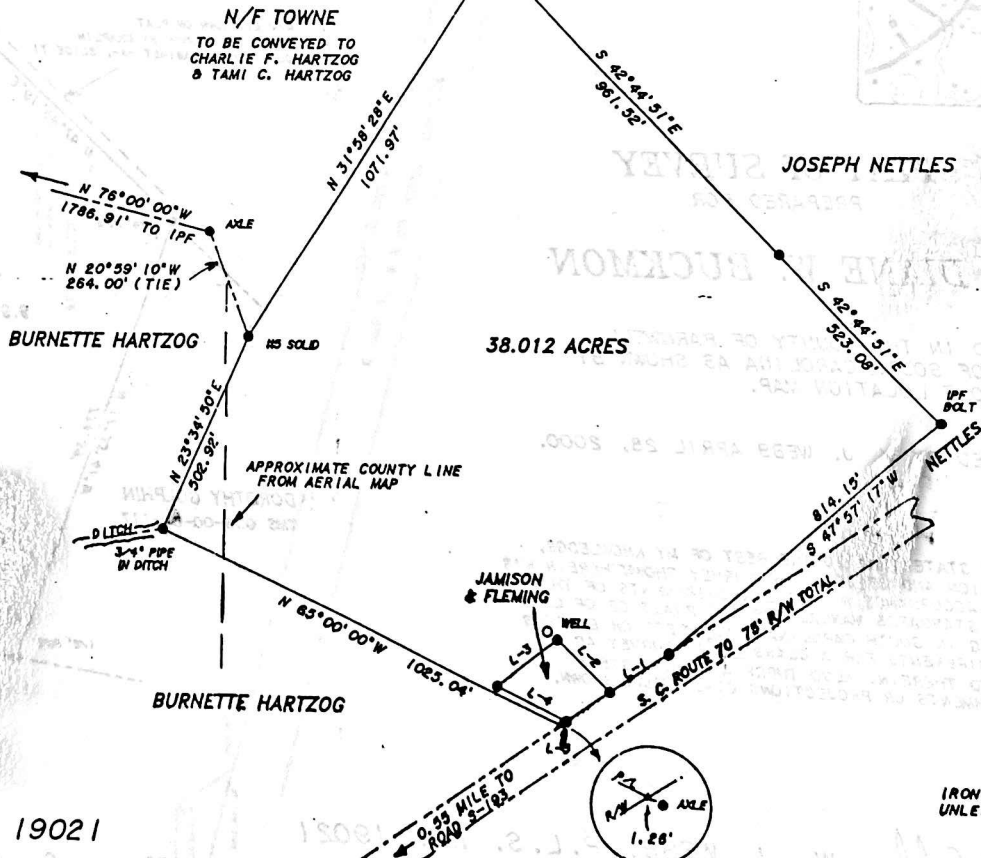 N/F TOWNE
TO BE CONVEYED TO
CHARLIE F. HARTZOG
& TAMI C. HARTZOG
S 42°44'51"E
961.52'
N 31°58'28"E
1071.97'
JOSEPH NETTLES
N 76°00'00"W
1786.91' TO IPF
AXLE
N 20°59'10"W
264.00' (TIE)
BURNETTE HARTZOG
#5 SOLID
38.012 ACRES
S 42°44'51"E
523.08'
IPF
BOLT
NETTLES
N 23°34'50"E
502.92'
APPROXIMATE COUNTY LINE
FROM AERIAL MAP
814.15'
S 47°57'17"W
DITCH
3/4" PIPE
IN DITCH
JAMISON
& FLEMING
WELL
N 65°00'00"W 1025.04'
L-3
L-2
L-1
L-4
L-5
S. C. ROUTE 70 75' R/W TOTAL
BURNETTE HARTZOG
0.55 MILE TO
ROAD S-193
R/W
AXLE
1.26'
IRON
UNLE
19021